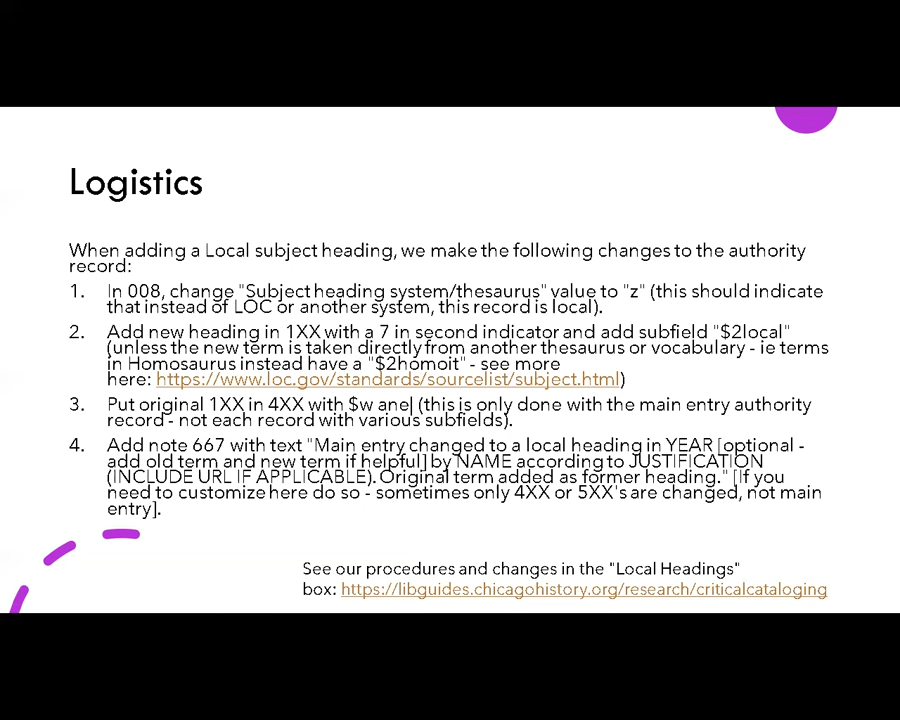 Logistics
When adding a Local subject heading, we make the following changes to the authority
record:
1. In 008, change "Subject heading system/thesaurus" value to "z" (this should indicate
that instead of LOC or another system, this record is local).
2. Add new heading in 1XX with a 7 in second indicator and add subfield "$2local"
(unless the new term is taken directly from another thesaurus or vocabulary - ie terms
in Homosaurus instead have a "$2homoit" - see more
here: https://www.loc.gov/standards/sourcelist/subject.html)
3. Put original 1XX in 4XX with $w ane| (this is only done with the main entry authority
record - not each record with various subfields).
4. Add note 667 with text "Main entry changed to a local heading in YEAR [optional -
add old term and new term if helpful] by NAME according to JUSTIFICATION
(INCLUDE URL IF APPLICABLE). Original term added as former heading." [If you
need to customize here do so - sometimes only 4XX or 5XX's are changed, not main
entry].
See our procedures and changes in the "Local Headings"
box: https://libguides.chicagohistory.org/research/criticalcataloging